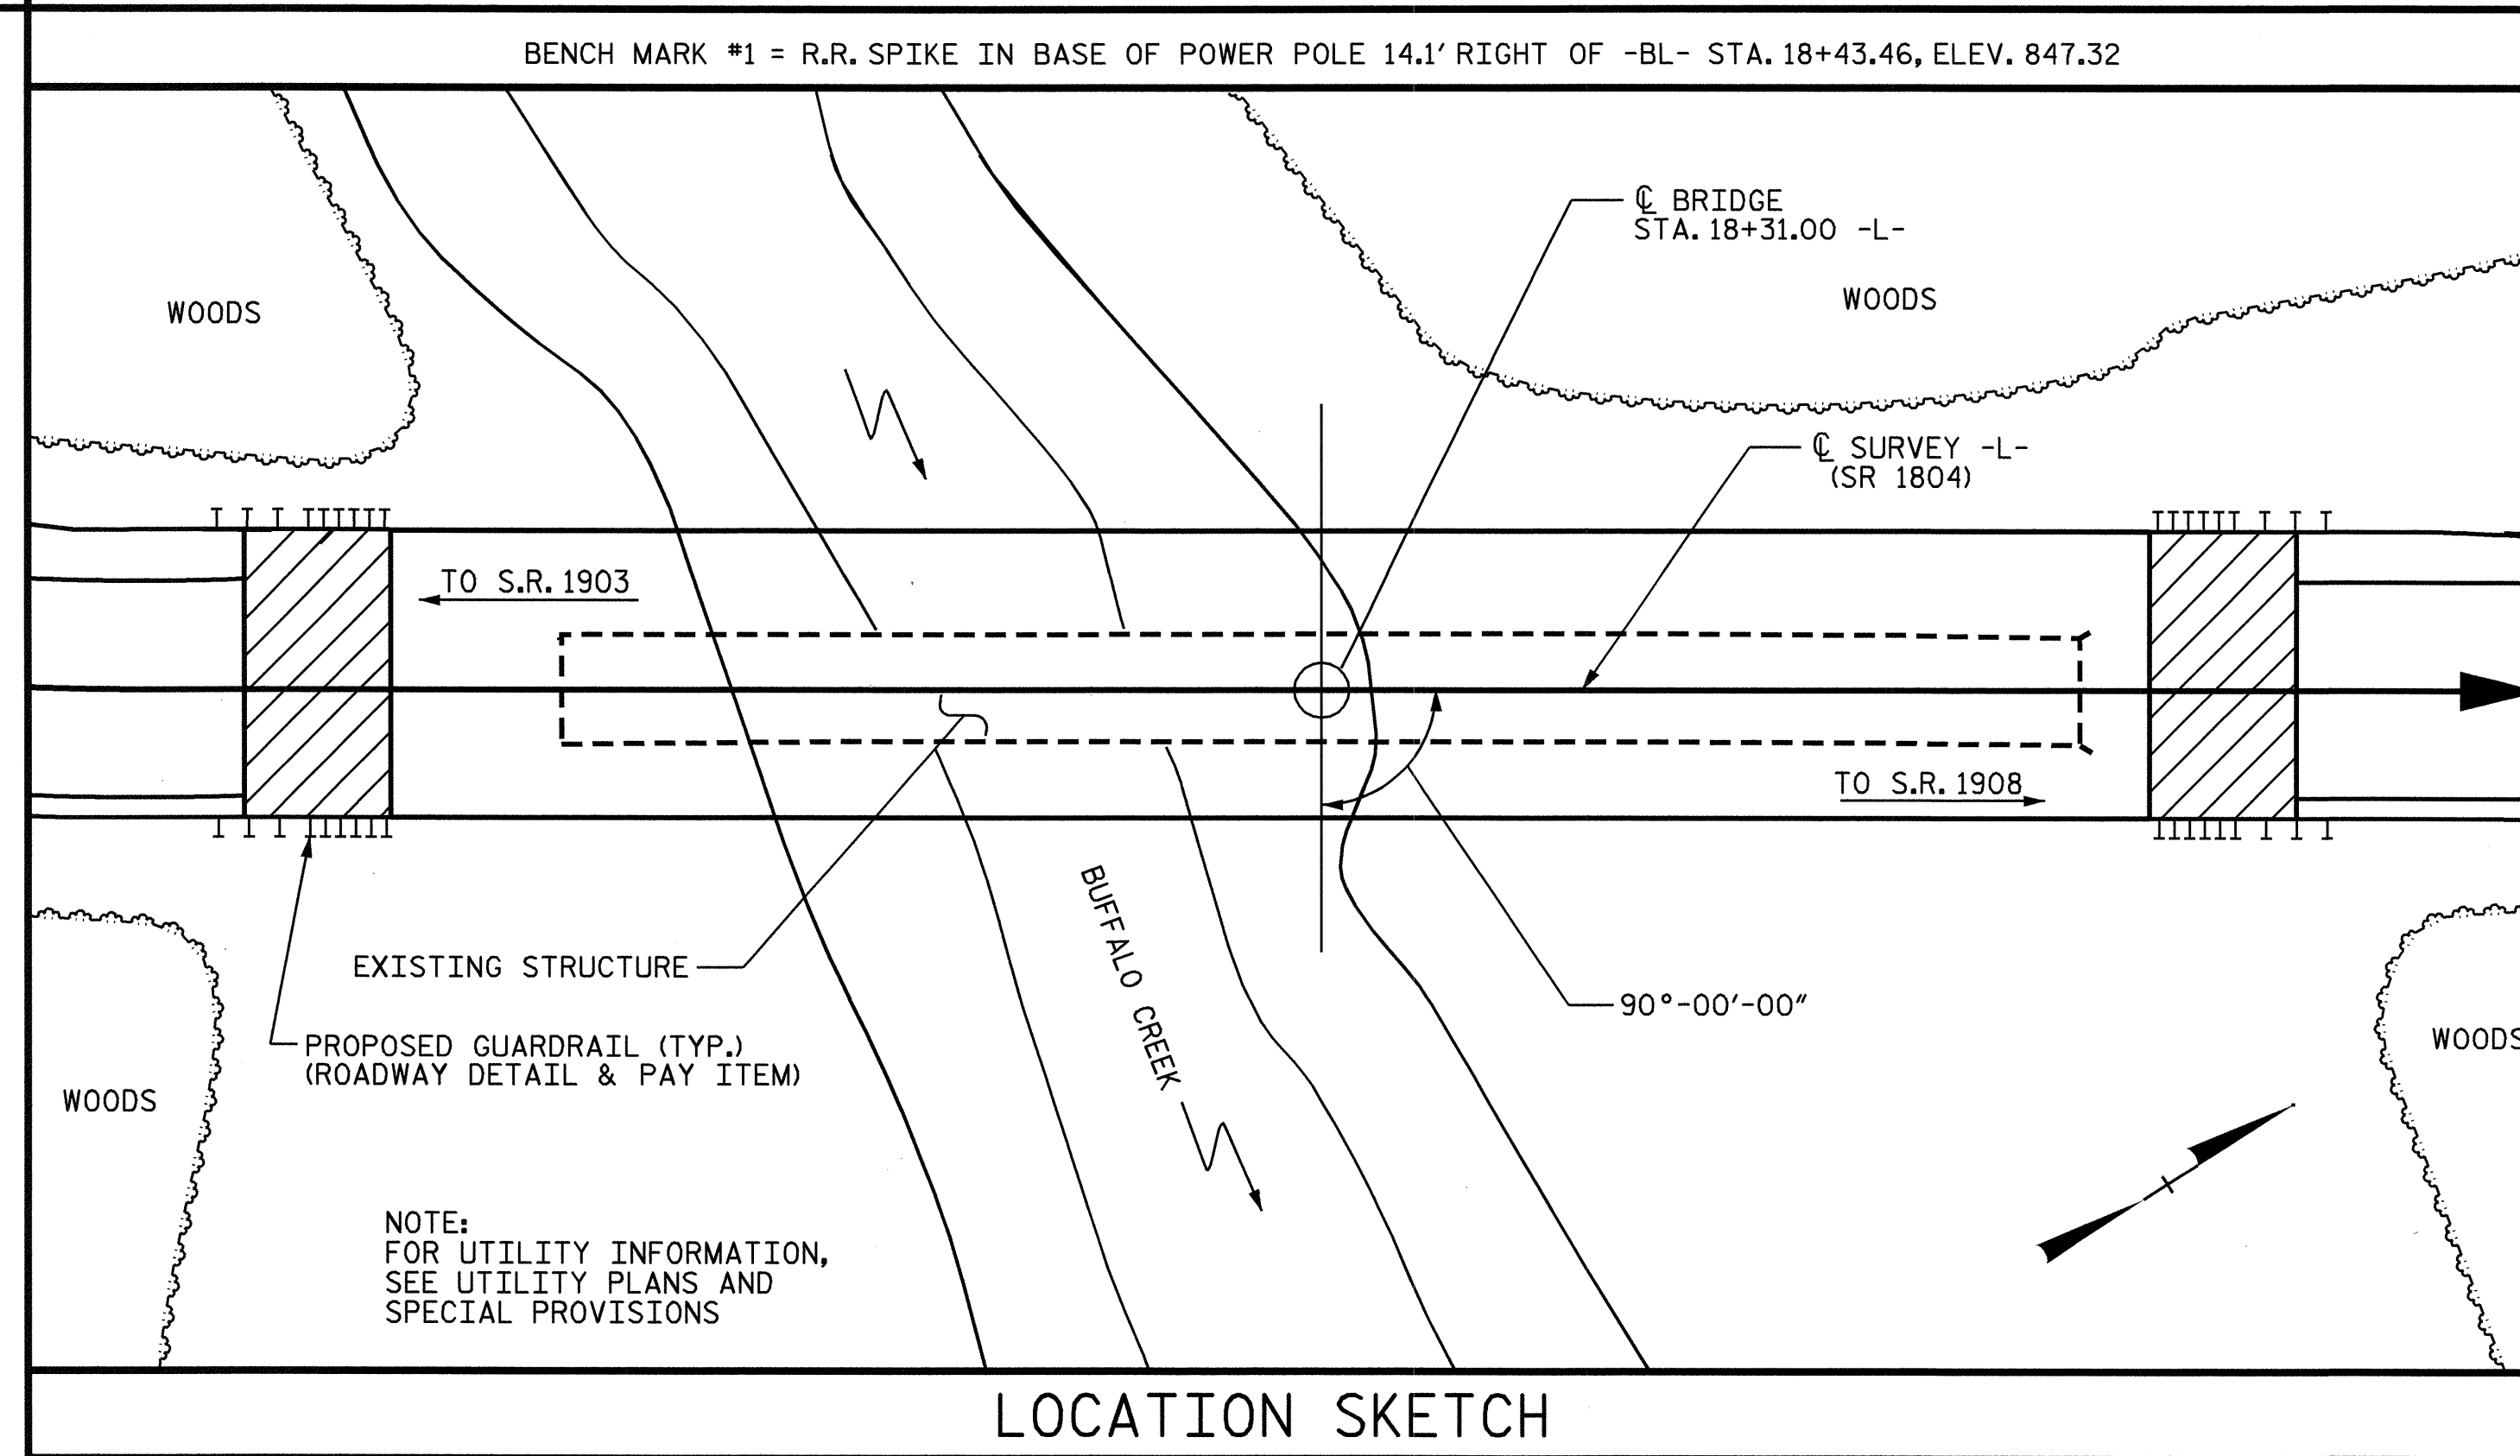 BENCH MARK #1 = R.R. SPIKE IN BASE OF POWER POLE 14.1' RIGHT OF -BL- STA. 18+43.46, ELEV. 847.32
℄ BRIDGE
STA. 18+31.00 -L-
WOODS
WOODS
℄ SURVEY -L-
(SR 1804)
TO S.R. 1903
TO S.R. 1908
BUFFALO CREEK
EXISTING STRUCTURE
90°-00'-00"
PROPOSED GUARDRAIL (TYP.)
(ROADWAY DETAIL & PAY ITEM)
WOODS
WOODS
NOTE:
FOR UTILITY INFORMATION,
SEE UTILITY PLANS AND
SPECIAL PROVISIONS
LOCATION SKETCH